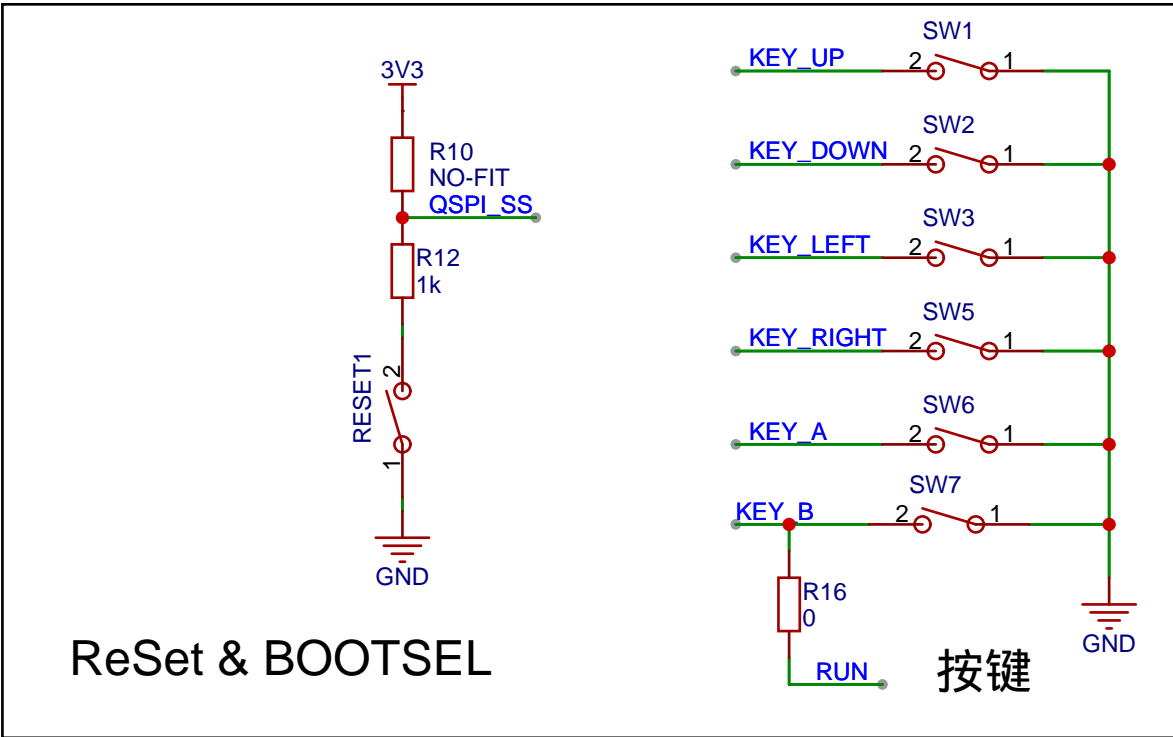 3V3
R10
NO-FIT
QSPI_SS
R12
1k
RESET1
2
1
GND
ReSet & BOOTSEL
SW1
KEY_UP
2
1
SW2
KEY_DOWN
2
1
SW3
KEY_LEFT
2
1
SW5
KEY_RIGHT
2
1
SW6
KEY_A
2
1
SW7
KEY_B
2
1
R16
0
RUN
GND
按键